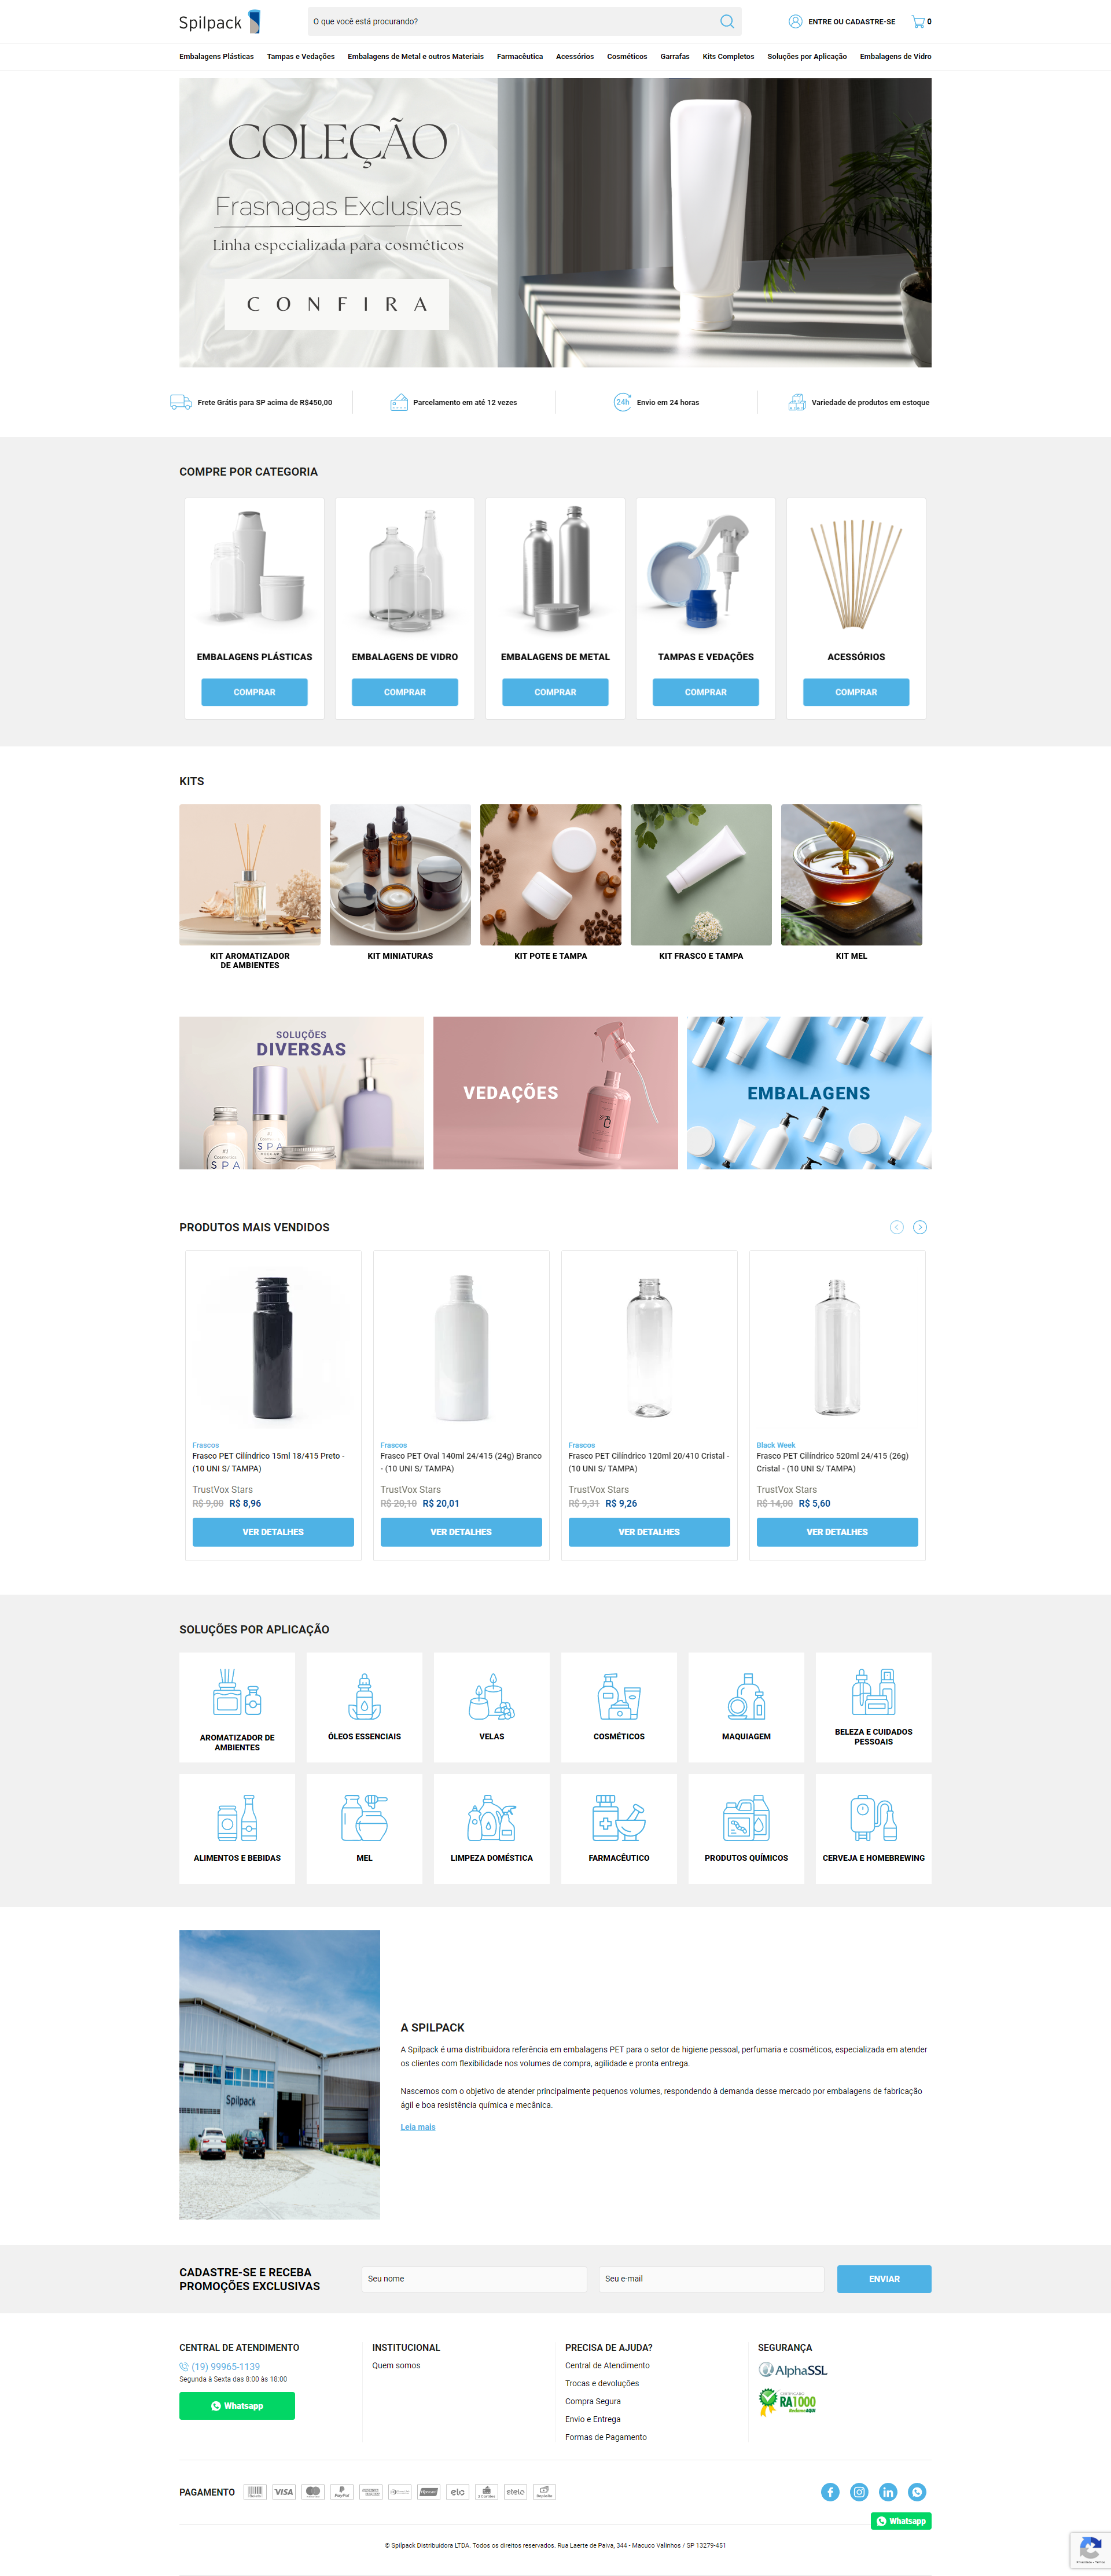 Spilpack
O que você está procurando?
ENTRE OU CADASTRE-SE
0
Embalagens Plásticas
Tampas e Vedações
Embalagens de Metal e outros Materiais
Farmacêutica
Acessórios
Cosméticos
Garrafas
Kits Completos
Soluções por Aplicação
Embalagens de Vidro
COLEÇÃO
Frasnagas Exclusivas
Linha especializada para cosméticos
CONFIRA
Frete Grátis para SP acima de R$450,00
Parcelamento em até 12 vezes
24h
Envio em 24 horas
Variedade de produtos em estoque
COMPRE POR CATEGORIA
EMBALAGENS PLÁSTICAS
EMBALAGENS DE VIDRO
EMBALAGENS DE METAL
TAMPAS E VEDAÇÕES
ACESSÓRIOS
COMPRAR
COMPRAR
COMPRAR
COMPRAR
COMPRAR
KITS
KIT AROMATIZADOR
DE AMBIENTES
KIT MINIATURAS
KIT POTE E TAMPA
KIT FRASCO E TAMPA
KIT MEL
SOLUÇÕES
DIVERSAS
SPA
SPA
VEDAÇÕES
EMBALAGENS
PRODUTOS MAIS VENDIDOS
Frascos
Frasco PET Cilíndrico 15ml 18/415 Preto -
(10 UNI S/ TAMPA)
TrustVox Stars
R$ 9,00 R$ 8,96
VER DETALHES
Frascos
Frasco PET Oval 140ml 24/415 (24g) Branco
- (10 UNI S/ TAMPA)
TrustVox Stars
R$ 20,10 R$ 20,01
VER DETALHES
Frascos
Frasco PET Cilíndrico 120ml 20/410 Cristal -
(10 UNI S/ TAMPA)
TrustVox Stars
R$ 9,31 R$ 9,26
VER DETALHES
Black Week
Frasco PET Cilíndrico 520ml 24/415 (26g)
Cristal - (10 UNI S/ TAMPA)
TrustVox Stars
R$ 14,00 R$ 5,60
VER DETALHES
SOLUÇÕES POR APLICAÇÃO
AROMATIZADOR DE
AMBIENTES
ÓLEOS ESSENCIAIS
VELAS
COSMÉTICOS
MAQUIAGEM
BELEZA E CUIDADOS
PESSOAIS
ALIMENTOS E BEBIDAS
MEL
LIMPEZA DOMÉSTICA
FARMACÊUTICO
PRODUTOS QUÍMICOS
CERVEJA E HOMEBREWING
Spilpack
A SPILPACK
A Spilpack é uma distribuidora referência em embalagens PET para o setor de higiene pessoal, perfumaria e cosméticos, especializada em atender
os clientes com flexibilidade nos volumes de compra, agilidade e pronta entrega.
Nascemos com o objetivo de atender principalmente pequenos volumes, respondendo à demanda desse mercado por embalagens de fabricação
ágil e boa resistência química e mecânica.
Leia mais
CADASTRE-SE E RECEBA
PROMOÇÕES EXCLUSIVAS
Seu nome
Seu e-mail
ENVIAR
CENTRAL DE ATENDIMENTO
(19) 99965-1139
Segunda à Sexta das 8:00 às 18:00
Whatsapp
INSTITUCIONAL
Quem somos
PRECISA DE AJUDA?
Central de Atendimento
Trocas e devoluções
Compra Segura
Envio e Entrega
Formas de Pagamento
SEGURANÇA
AlphaSSL
RA1000
ReclameAQUI
PAGAMENTO
VISA
PayPal
elo
2 Cartões
stelo
Depósito
Whatsapp
© Spilpack Distribuidora LTDA. Todos os direitos reservados. Rua Laerte de Paiva, 344 - Macuco Valinhos / SP 13279-451
Privacidade - Termos